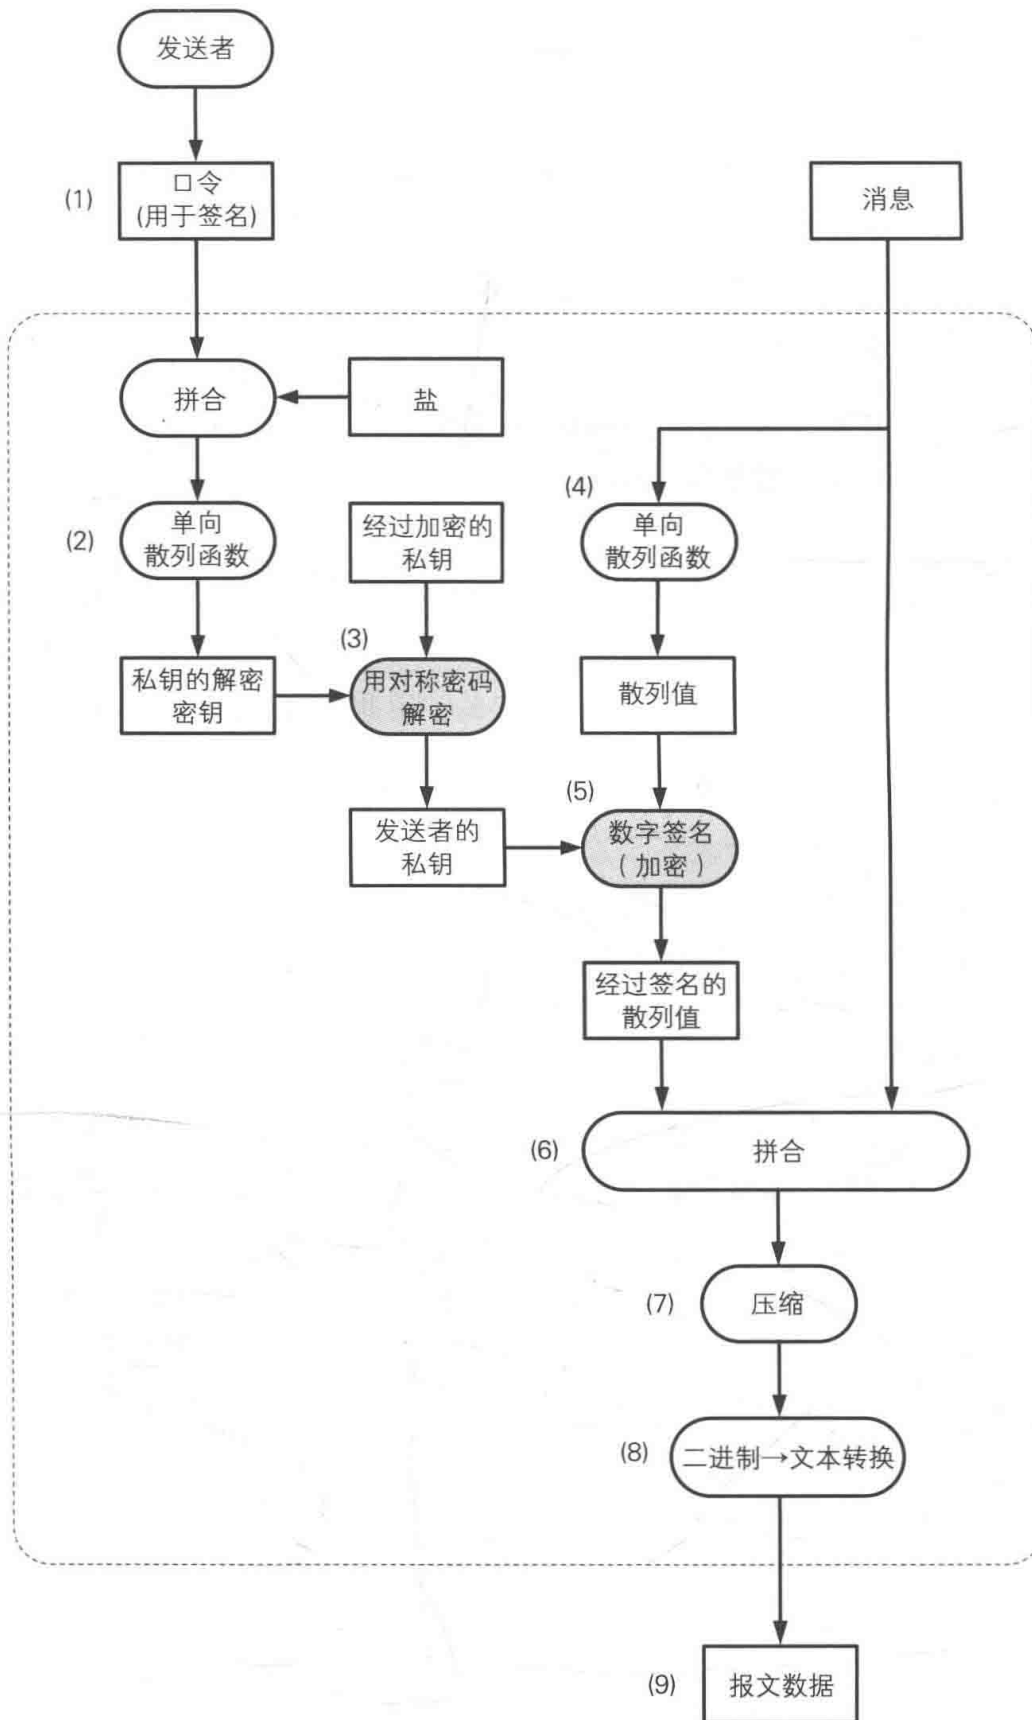 发送者
(1)
口令
(用于签名)
消息
拼合
盐
(2)
单向
散列函数
经过加密的
私钥
(4)
单向
散列函数
私钥的解密
密钥
(3)
用对称密码
解密
散列值
发送者的
私钥
(5)
数字签名
(加密)
经过签名的
散列值
(6)
拼合
(7)
压缩
(8)
二进制→文本转换
(9)
报文数据